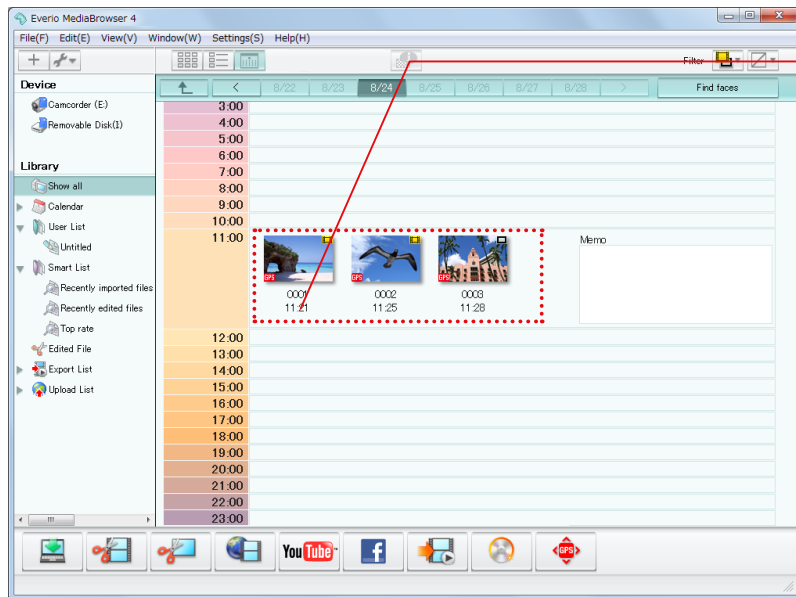 Everio MediaBrowser 4
File(F) Edit(E) View(V) Window(W) Settings(S) Help(H)
Filter
Device
8/22 8/23 8/24 8/25 8/26 8/27 8/28 >
Find faces
Camcorder (E:)
Removable Disk(I)
Library
Show all
Calendar
User List
Untitled
Smart List
Recently imported files
Recently edited files
Top rate
Edited File
Export List
Upload List
3:00
4:00
5:00
6:00
7:00
8:00
9:00
10:00
11:00
GPS GPS GPS
0001 0002 0003
11:21 11:25 11:28
Memo
12:00
13:00
14:00
15:00
16:00
17:00
18:00
19:00
20:00
21:00
22:00
23:00
YouTube f GPS